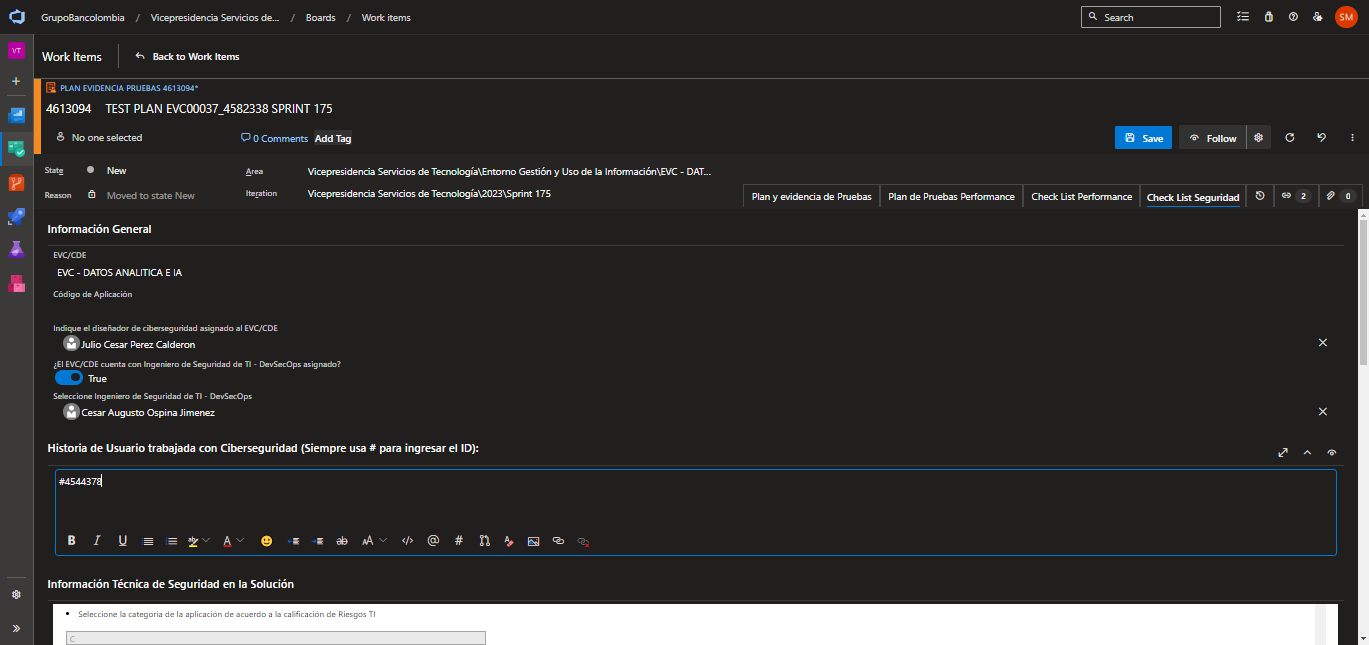 GrupoBancolombia / Vicepresidencia Servicios de... / Boards / Work items
Search
SM
VT
Work Items
Back to Work Items
PLAN EVIDENCIA PRUEBAS 4613094*
4613094 TEST PLAN EVC00037_4582338 SPRINT 175
No one selected
0 Comments
Add Tag
Save
Follow
State
New
Area
Vicepresidencia Servicios de Tecnología\Entorno Gestión y Uso de la Información\EVC - DAT...
Reason
Moved to state New
Iteration
Vicepresidencia Servicios de Tecnología\2023\Sprint 175
Plan y evidencia de Pruebas
Plan de Pruebas Performance
Check List Performance
Check List Seguridad
2
0
Información General
EVC/CDE
EVC - DATOS ANALITICA E IA
Código de Aplicación
Indique el diseñador de ciberseguridad asignado al EVC/CDE
Julio Cesar Perez Calderon
¿El EVC/CDE cuenta con Ingeniero de Seguridad de TI - DevSecOps asignado?
True
Seleccione Ingeniero de Seguridad de TI - DevSecOps
Cesar Augusto Ospina Jimenez
Historia de Usuario trabajada con Ciberseguridad (Siempre usa # para ingresar el ID):
#4544378
Información Técnica de Seguridad en la Solución
• Seleccione la categoría de la aplicación de acuerdo a la calificación de Riesgos TI
C